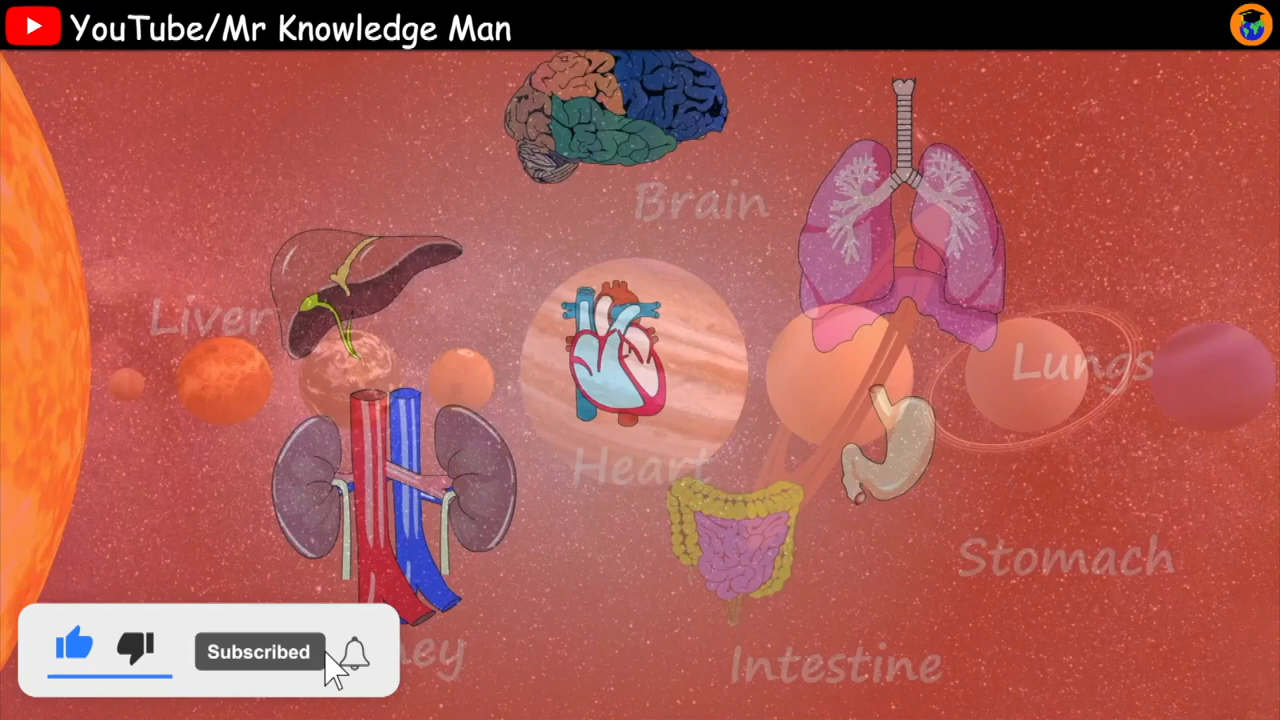 YouTube/Mr Knowledge Man
Brain
Liver
Lungs
Heart
Stomach
Subscribed
Intestine